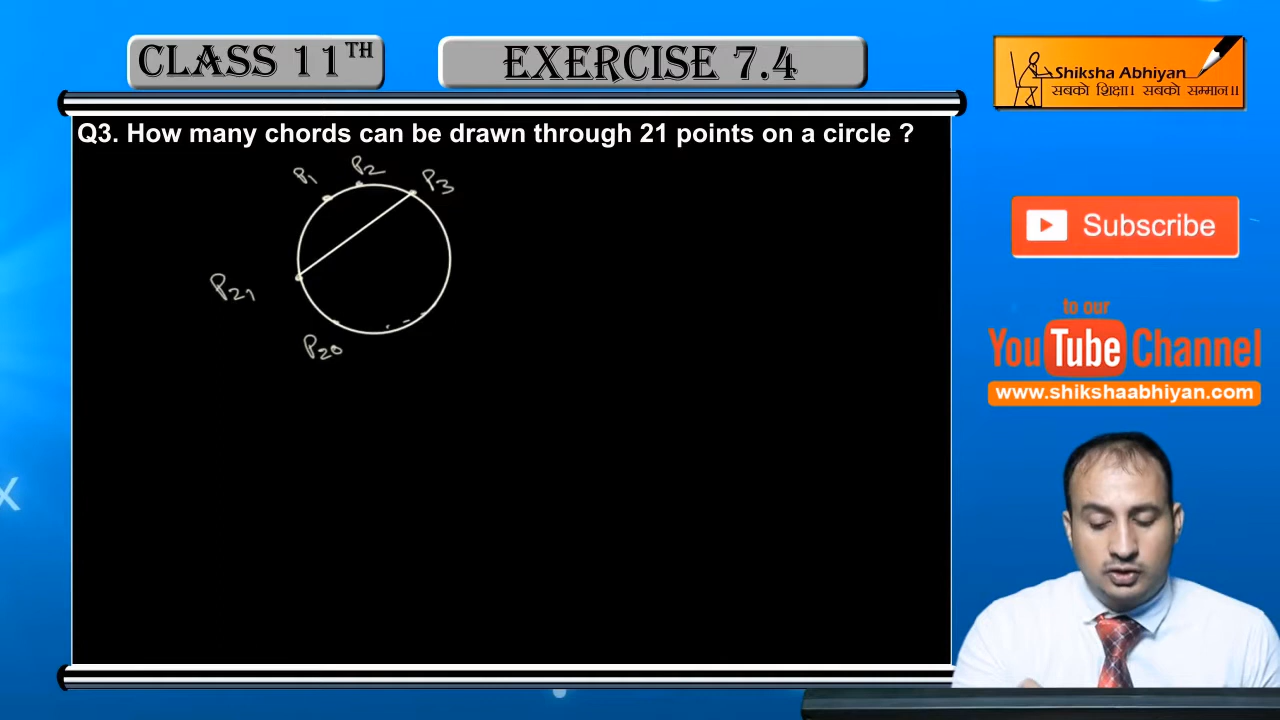 CLASS 11TH
EXERCISE 7.4
Shiksha Abhiyan
सबको शिक्षा। सबको सम्मान॥
Q3. How many chords can be drawn through 21 points on a circle ?
P1
P2
P3
P21
P20
Subscribe
to our
YouTube Channel
www.shikshaabhiyan.com
x